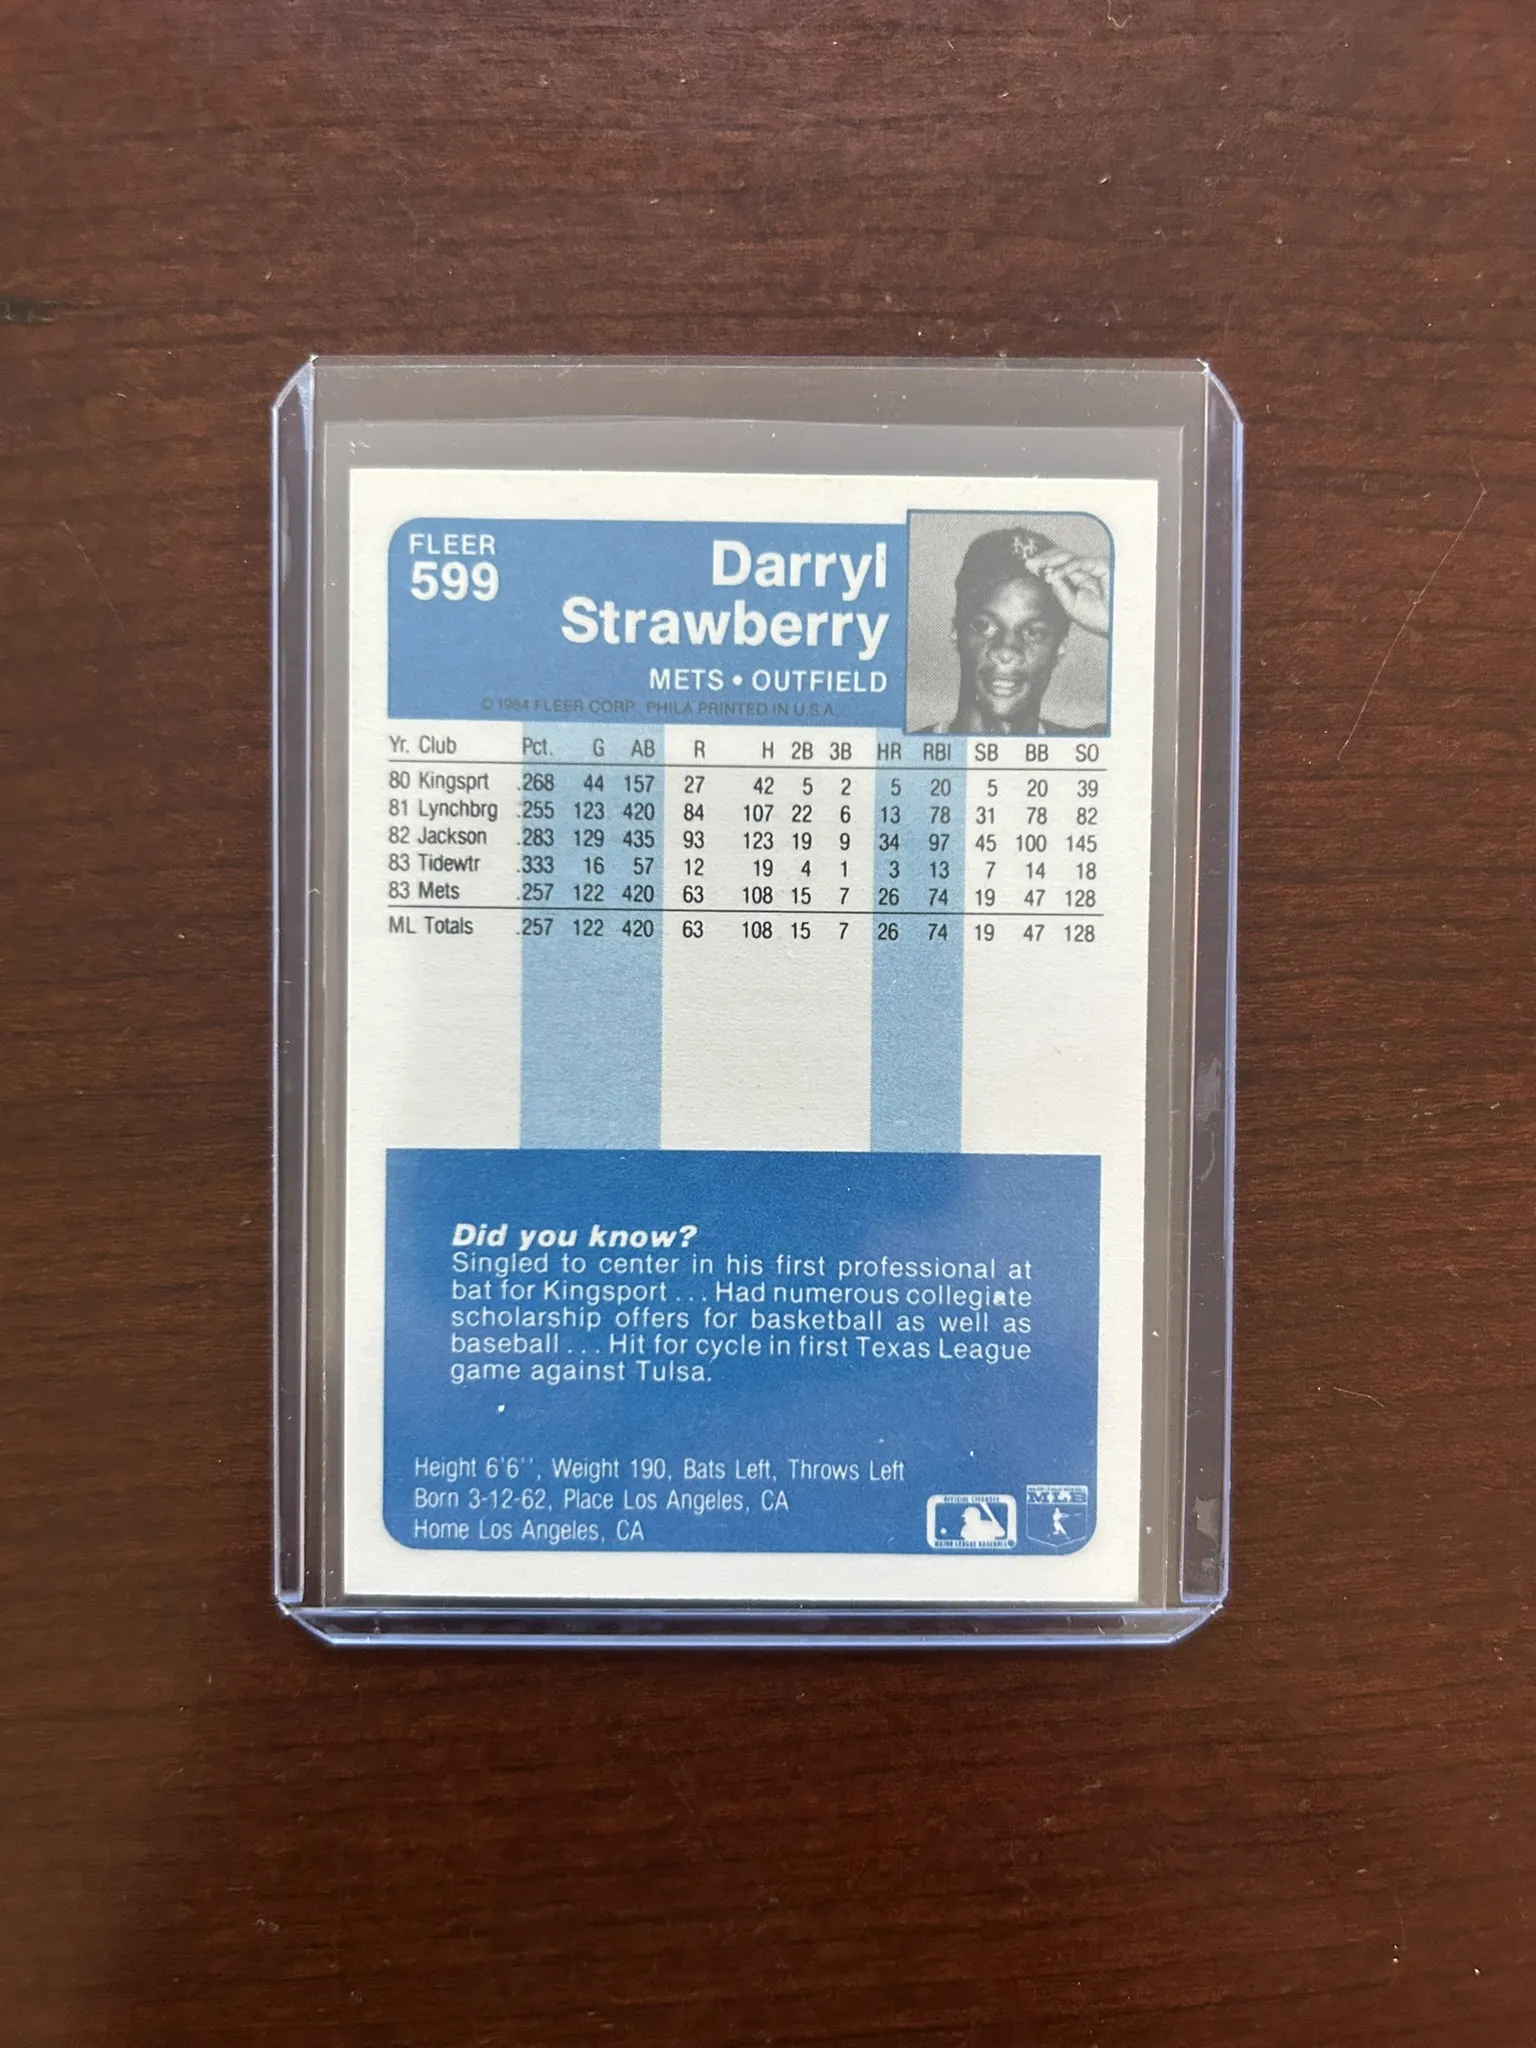 FLEER
599
Darryl
Strawberry
METS • OUTFIELD
© 1984 FLEER CORP. PHILA PRINTED IN U.S.A.
Yr. Club Pct. G AB R H 2B 3B HR RBI SB BB SO
80 Kingsprt .268 44 157 27 42 5 2 5 20 5 20 39
81 Lynchbrg .255 123 420 84 107 22 6 13 78 31 78 82
82 Jackson .283 129 435 93 123 19 9 34 97 45 100 145
83 Tidewtr .333 16 57 12 19 4 1 3 13 7 14 18
83 Mets .257 122 420 63 108 15 7 26 74 19 47 128
ML Totals .257 122 420 63 108 15 7 26 74 19 47 128
Did you know?
Singled to center in his first professional at
bat for Kingsport . . . Had numerous collegiate
scholarship offers for basketball as well as
baseball . . . Hit for cycle in first Texas League
game against Tulsa.
Height 6'6'', Weight 190, Bats Left, Throws Left
Born 3-12-62, Place Los Angeles, CA
Home Los Angeles, CA
OFFICIAL LICENSEE
MAJOR LEAGUE BASEBALL
MLB